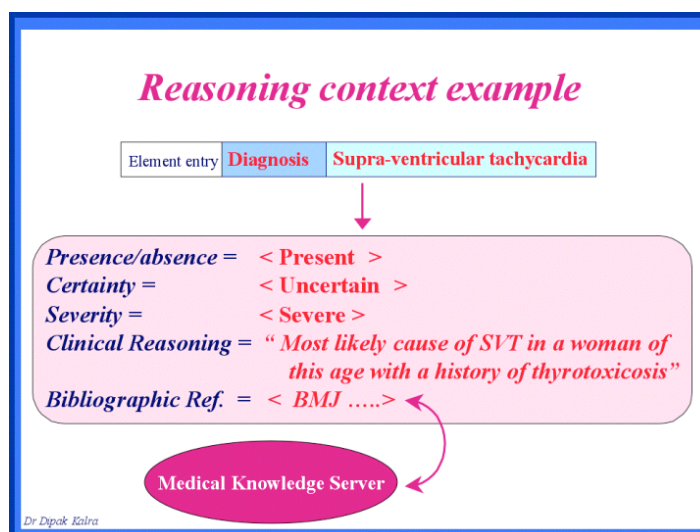 Reasoning context example
Element entry Diagnosis Supra-ventricular tachycardia
Presence/absence = < Present >
Certainty = < Uncertain >
Severity = < Severe >
Clinical Reasoning = “ Most likely cause of SVT in a woman of
this age with a history of thyrotoxicosis”
Bibliographic Ref. = < BMJ …..>
Medical Knowledge Server
Dr Dipak Kalra